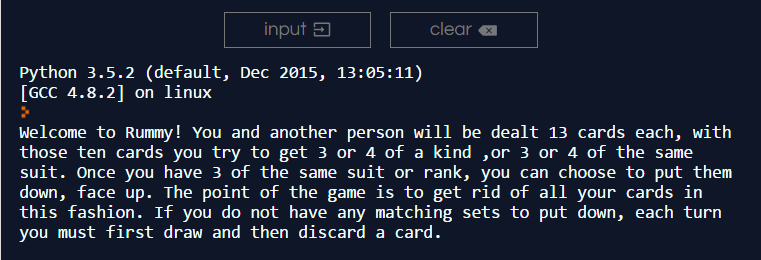 input
clear
Python 3.5.2 (default, Dec 2015, 13:05:11)
[GCC 4.8.2] on linux
Welcome to Rummy! You and another person will be dealt 13 cards each, with
those ten cards you try to get 3 or 4 of a kind ,or 3 or 4 of the same
suit. Once you have 3 of the same suit or rank, you can choose to put them
down, face up. The point of the game is to get rid of all your cards in
this fashion. If you do not have any matching sets to put down, each turn
you must first draw and then discard a card.